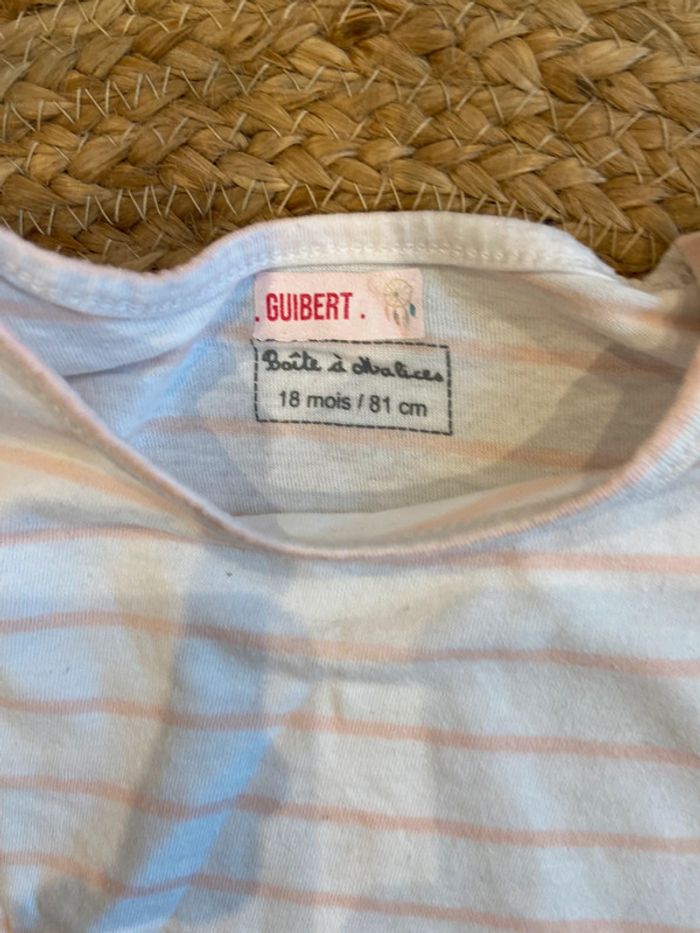 . GUIBERT .
Boîte à Malices
18 mois / 81 cm